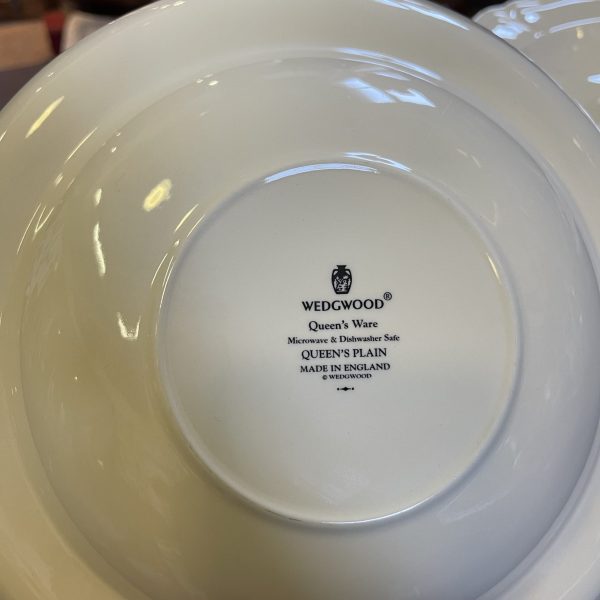 WEDGWOOD®
Queen's Ware
Microwave & Dishwasher Safe
QUEEN'S PLAIN
MADE IN ENGLAND
© WEDGWOOD